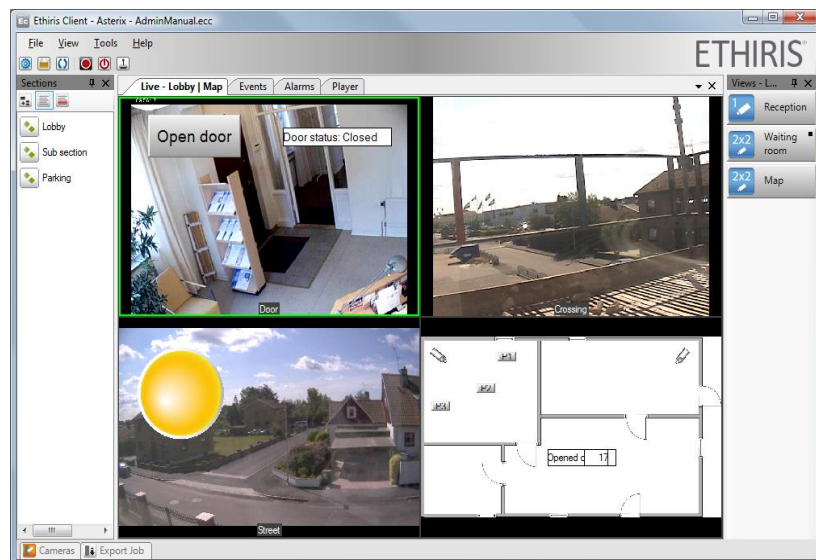 Ethiris Client - Asterix - AdminManual.ecc
File View Tools Help
ETHIRIS
Sections
Live - Lobby | Map
Events
Alarms
Player
Views - L...
Lobby
Sub section
Parking
Open door
Door status: Closed
Door
Crossing
1
Reception
2x2
Waiting
room
2x2
Map
Street
P1
P2
P3
Opened c 17
Cameras
Export Job